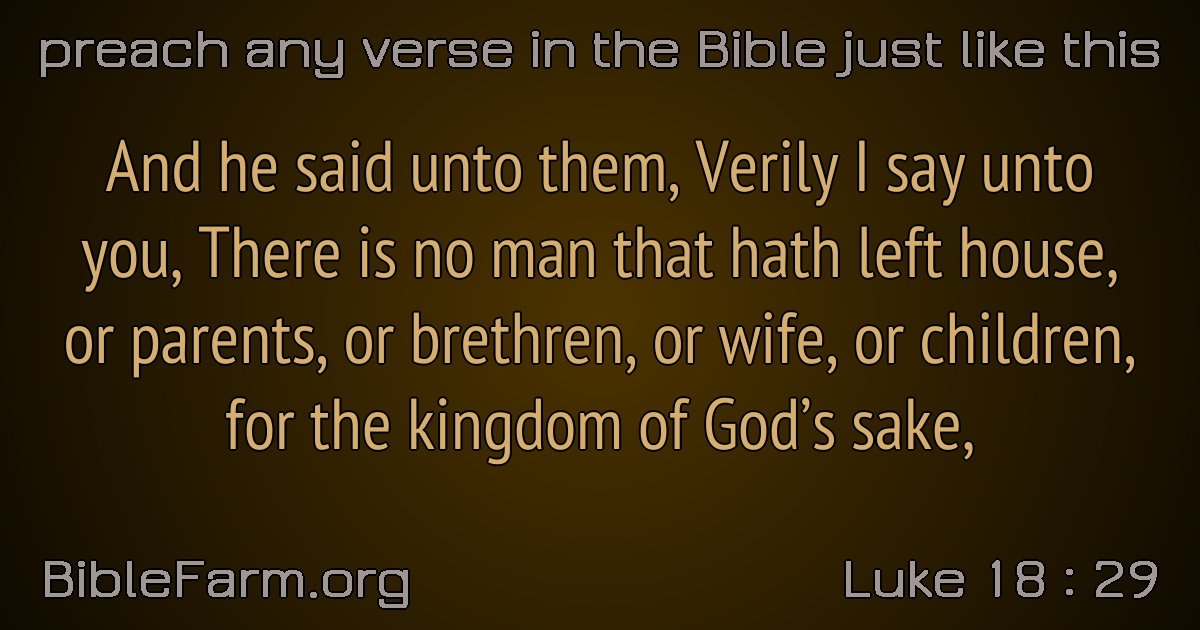 preach any verse in the Bible just like this
And he said unto them, Verily I say unto
you, There is no man that hath left house,
or parents, or brethren, or wife, or children,
for the kingdom of God’s sake,
BibleFarm.org
Luke 18 : 29